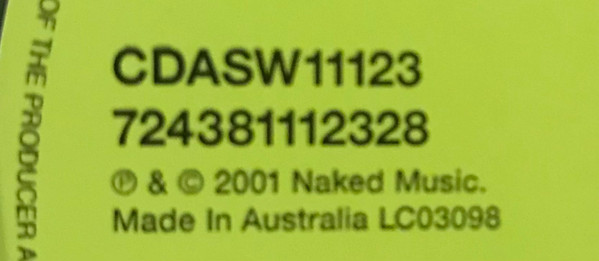 OF THE PRODUCER A
CDASW11123
724381112328
℗ & © 2001 Naked Music.
Made In Australia LC03098